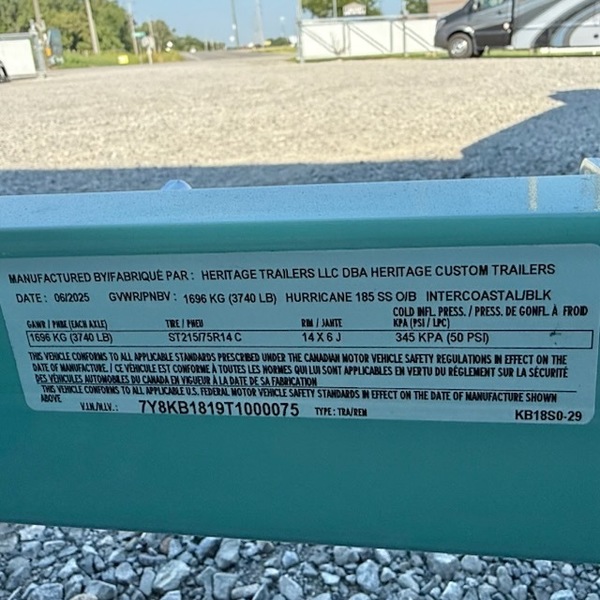 MANUFACTURED BY/FABRIQUÉ PAR : HERITAGE TRAILERS LLC DBA HERITAGE CUSTOM TRAILERS
DATE : 06/2025 GVWR/PNBV : 1696 KG (3740 LB) HURRICANE 185 SS O/B INTERCOASTAL/BLK
GAWR / PNBE (EACH AXLE) TIRE / PNEU RIM / JANTE COLD INFL. PRESS. / PRESS. DE GONFL. À FROID
KPA (PSI / LPC)
1696 KG (3740 LB) ST215/75R14 C 14 X 6 J 345 KPA (50 PSI)
THIS VEHICLE CONFORMS TO ALL APPLICABLE STANDARDS PRESCRIBED UNDER THE CANADIAN MOTOR VEHICLE SAFETY REGULATIONS IN EFFECT ON THE
DATE OF MANUFACTURE. / CE VÉHICULE EST CONFORME À TOUTES LES NORMES QUI LUI SONT APPLICABLES EN VERTU DU RÈGLEMENT SUR LA SÉCURITÉ
DES VÉHICULES AUTOMOBILES DU CANADA EN VIGUEUR À LA DATE DE SA FABRICATION
THIS VEHICLE CONFORMS TO ALL APPLICABLE U.S. FEDERAL MOTOR VEHICLE SAFETY STANDARDS IN EFFECT ON THE DATE OF MANUFACTURE SHOWN
ABOVE
V.I.N./N.I.V. : 7Y8KB1819T1000075 TYPE : TRA/REM KB18S0-29